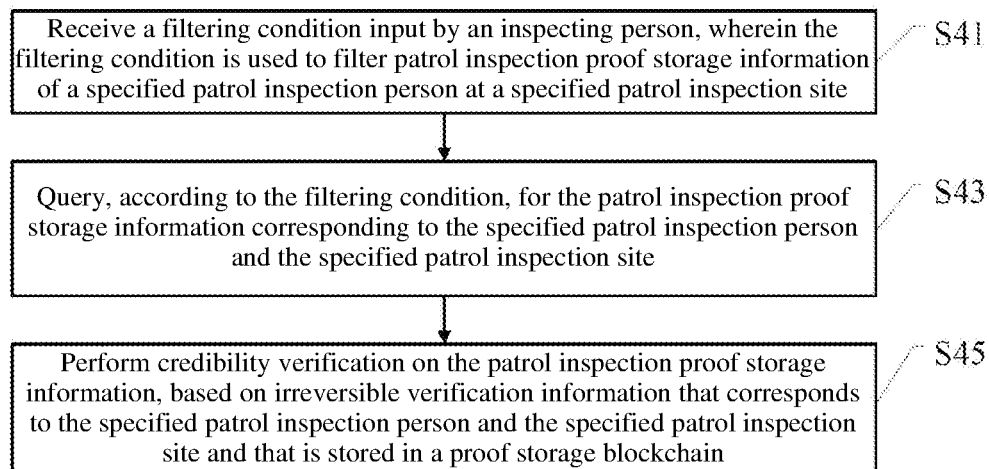 Receive a filtering condition input by an inspecting person, wherein the
filtering condition is used to filter patrol inspection proof storage information
of a specified patrol inspection person at a specified patrol inspection site
S41
Query, according to the filtering condition, for the patrol inspection proof
storage information corresponding to the specified patrol inspection person
and the specified patrol inspection site
S43
Perform credibility verification on the patrol inspection proof storage
information, based on irreversible verification information that corresponds
to the specified patrol inspection person and the specified patrol inspection
site and that is stored in a proof storage blockchain
S45